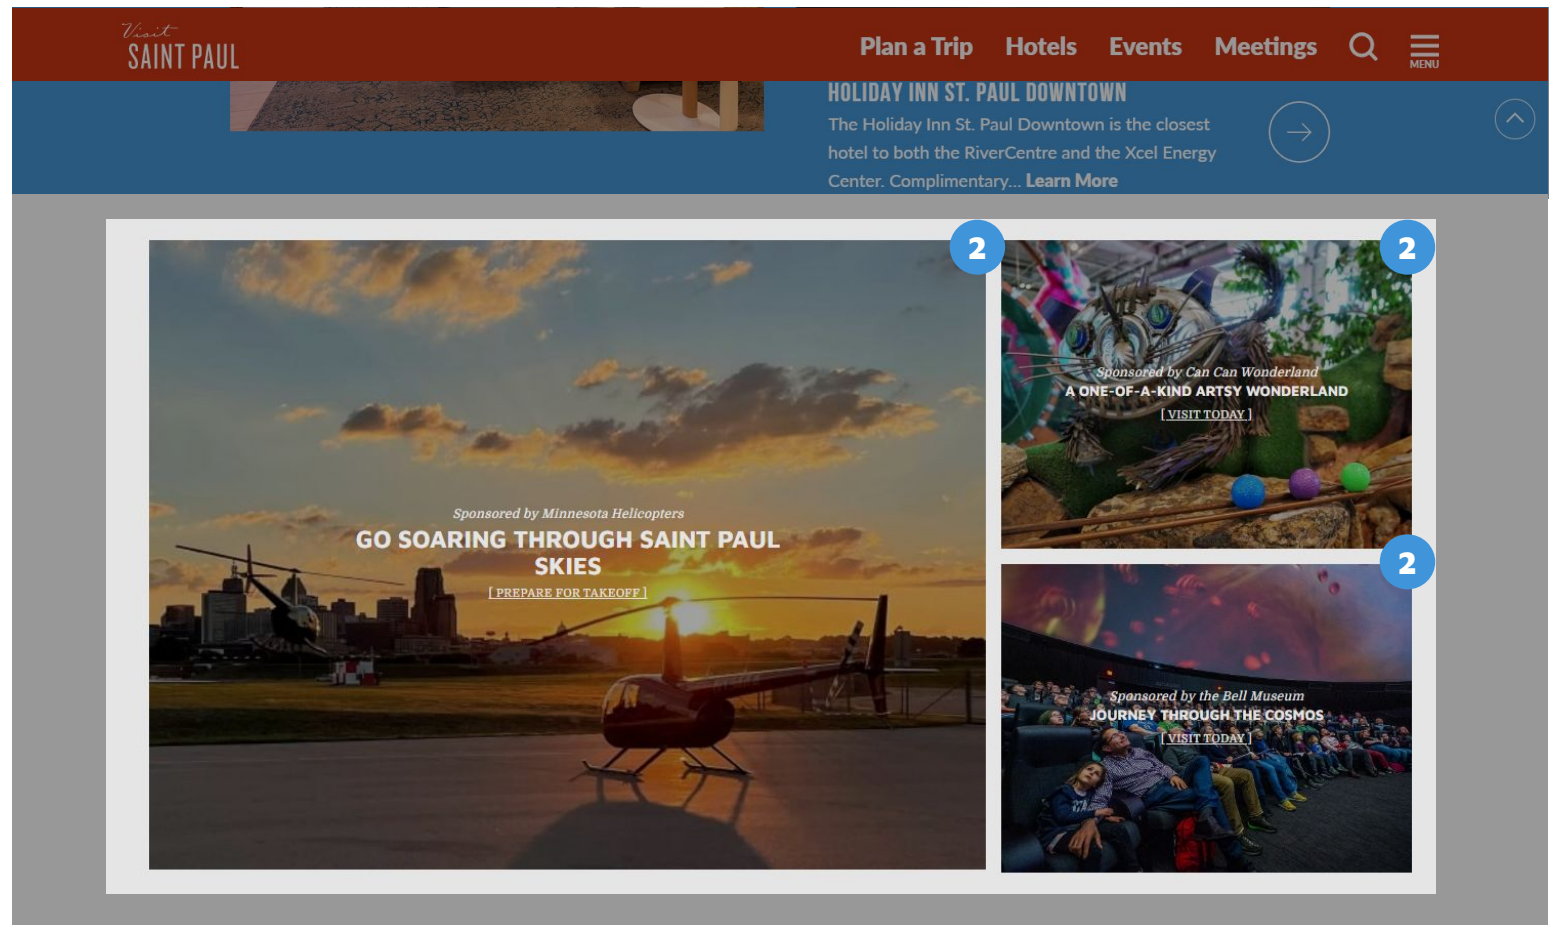 Visit
SAINT PAUL
Plan a Trip Hotels Events Meetings
MENU
HOLIDAY INN ST. PAUL DOWNTOWN
The Holiday Inn St. Paul Downtown is the closest
hotel to both the RiverCentre and the Xcel Energy
Center. Complimentary... Learn More
2
Sponsored by Minnesota Helicopters
GO SOARING THROUGH SAINT PAUL
SKIES
[ PREPARE FOR TAKEOFF ]
2
Sponsored by Can Can Wonderland
A ONE-OF-A-KIND ARTSY WONDERLAND
[ VISIT TODAY ]
2
Sponsored by the Bell Museum
JOURNEY THROUGH THE COSMOS
[ VISIT TODAY ]